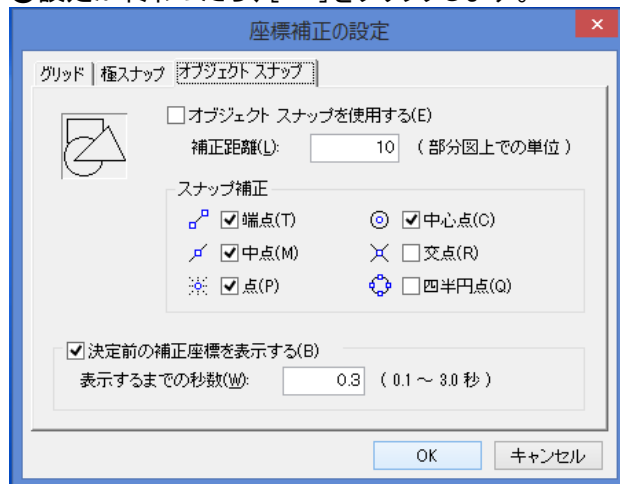 座標補正の設定
グリッド 極スナップ オブジェクト スナップ
オブジェクト スナップを使用する(E)
補正距離(L): 10 ( 部分図上での単位 )
スナップ補正
端点(T) 中心点(C)
中点(M) 交点(R)
点(P) 四半円点(Q)
決定前の補正座標を表示する(B)
表示するまでの秒数(W): 0.3 ( 0.1 ～ 3.0 秒 )
OK キャンセル